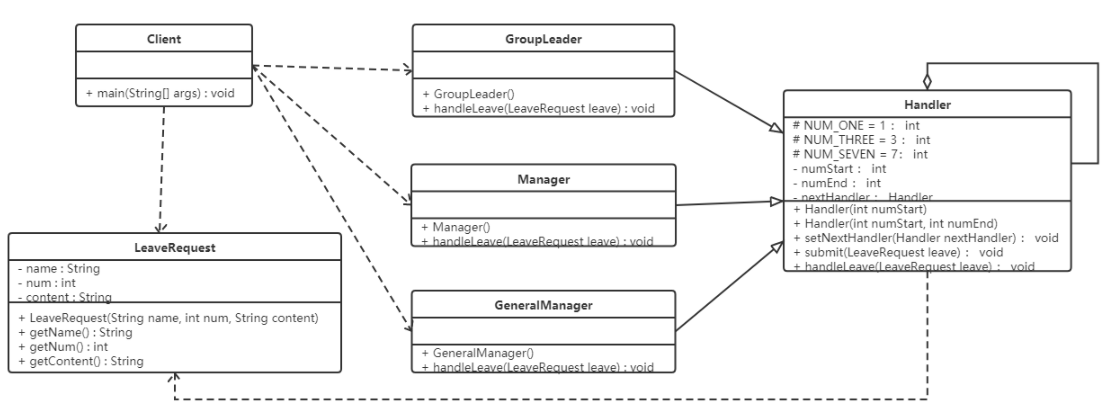 Client
+ main(String[] args) : void
GroupLeader
+ GroupLeader()
+ handleLeave(LeaveRequest leave) : void
Handler
# NUM_ONE = 1： int
# NUM_THREE = 3： int
# NUM_SEVEN = 7： int
- numStart： int
- numEnd： int
- nextHandler： Handler
+ Handler(int numStart)
+ Handler(int numStart, int numEnd)
+ setNextHandler(Handler nextHandler)： void
+ submit(LeaveRequest leave)： void
+ handleLeave(LeaveRequest leave)： void
Manager
+ Manager()
+ handleLeave(LeaveRequest leave) : void
LeaveRequest
- name : String
- num : int
- content : String
+ LeaveRequest(String name, int num, String content)
+ getName() : String
+ getNum() : int
+ getContent() : String
GeneralManager
+ GeneralManager()
+ handleLeave(LeaveRequest leave) : void